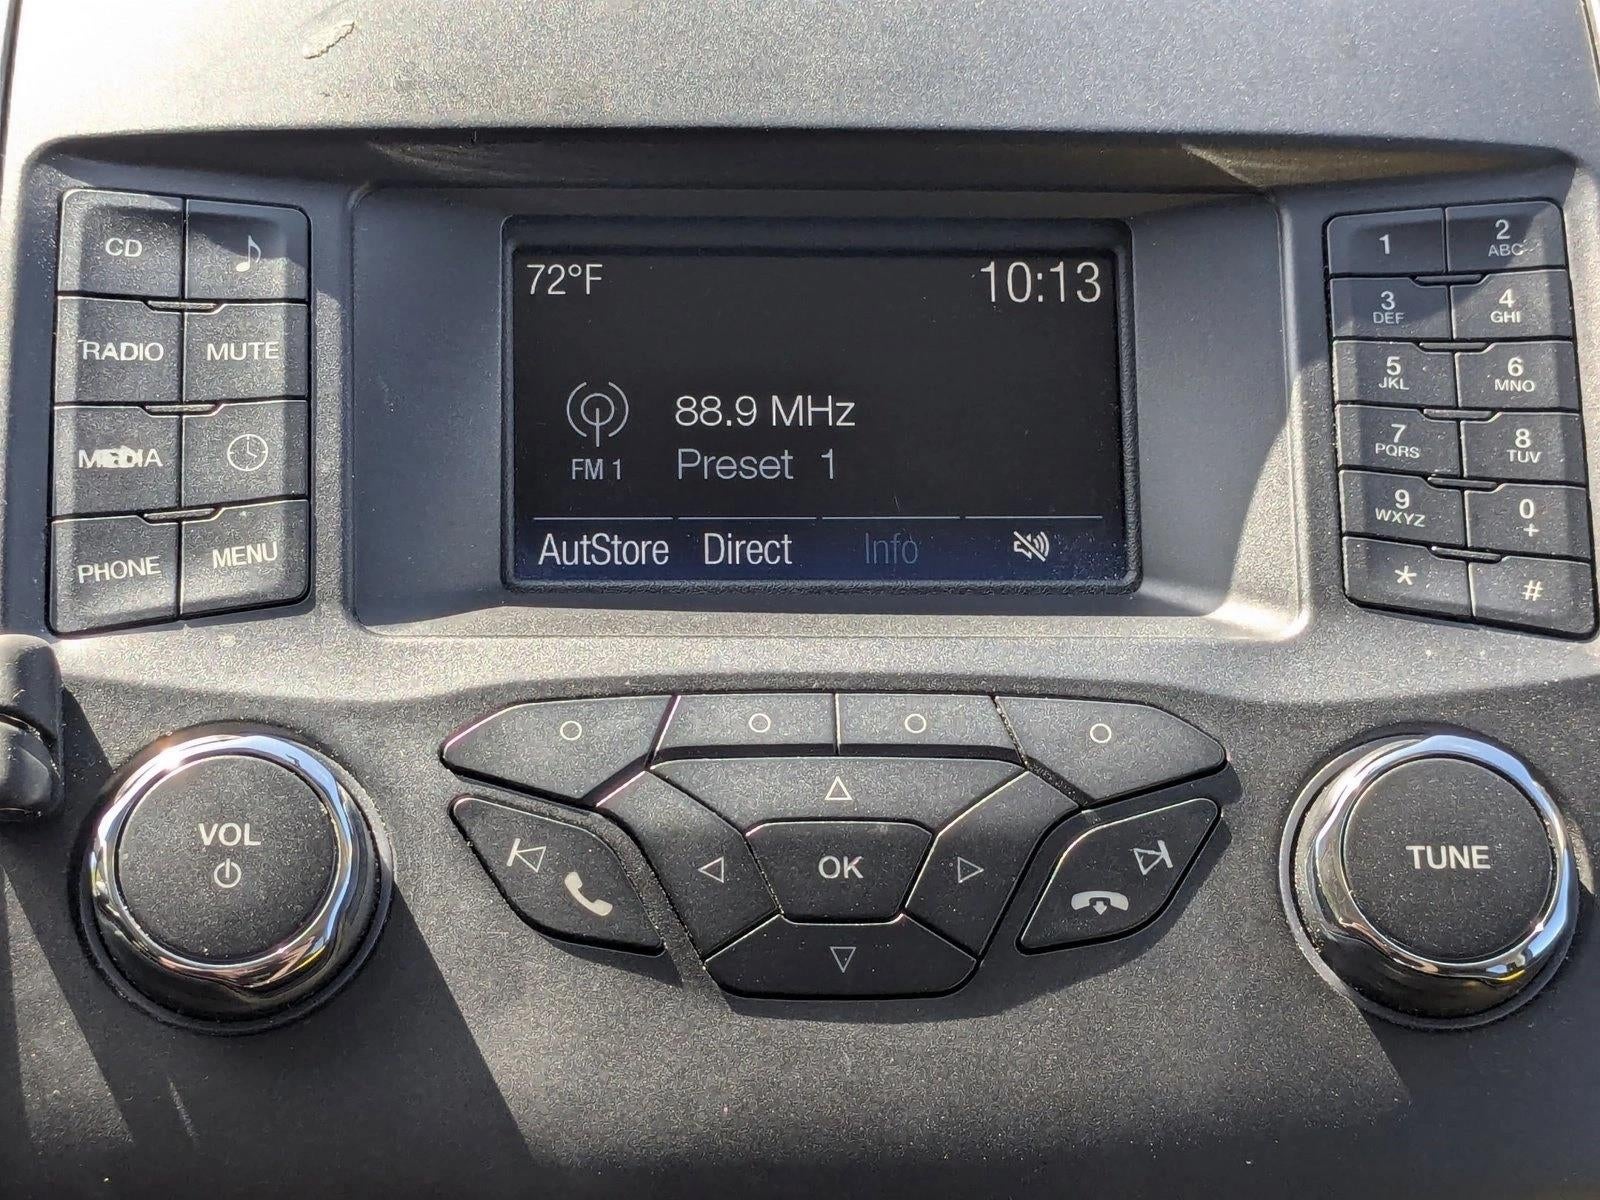 CD
RADIO MUTE
MEDIA
PHONE MENU
72°F 10:13
88.9 MHz
FM 1 Preset 1
AutStore Direct Info
1 2 ABC
3 DEF 4 GHI
5 JKL 6 MNO
7 PQRS 8 TUV
9 WXYZ 0 +
* #
VOL
OK
TUNE